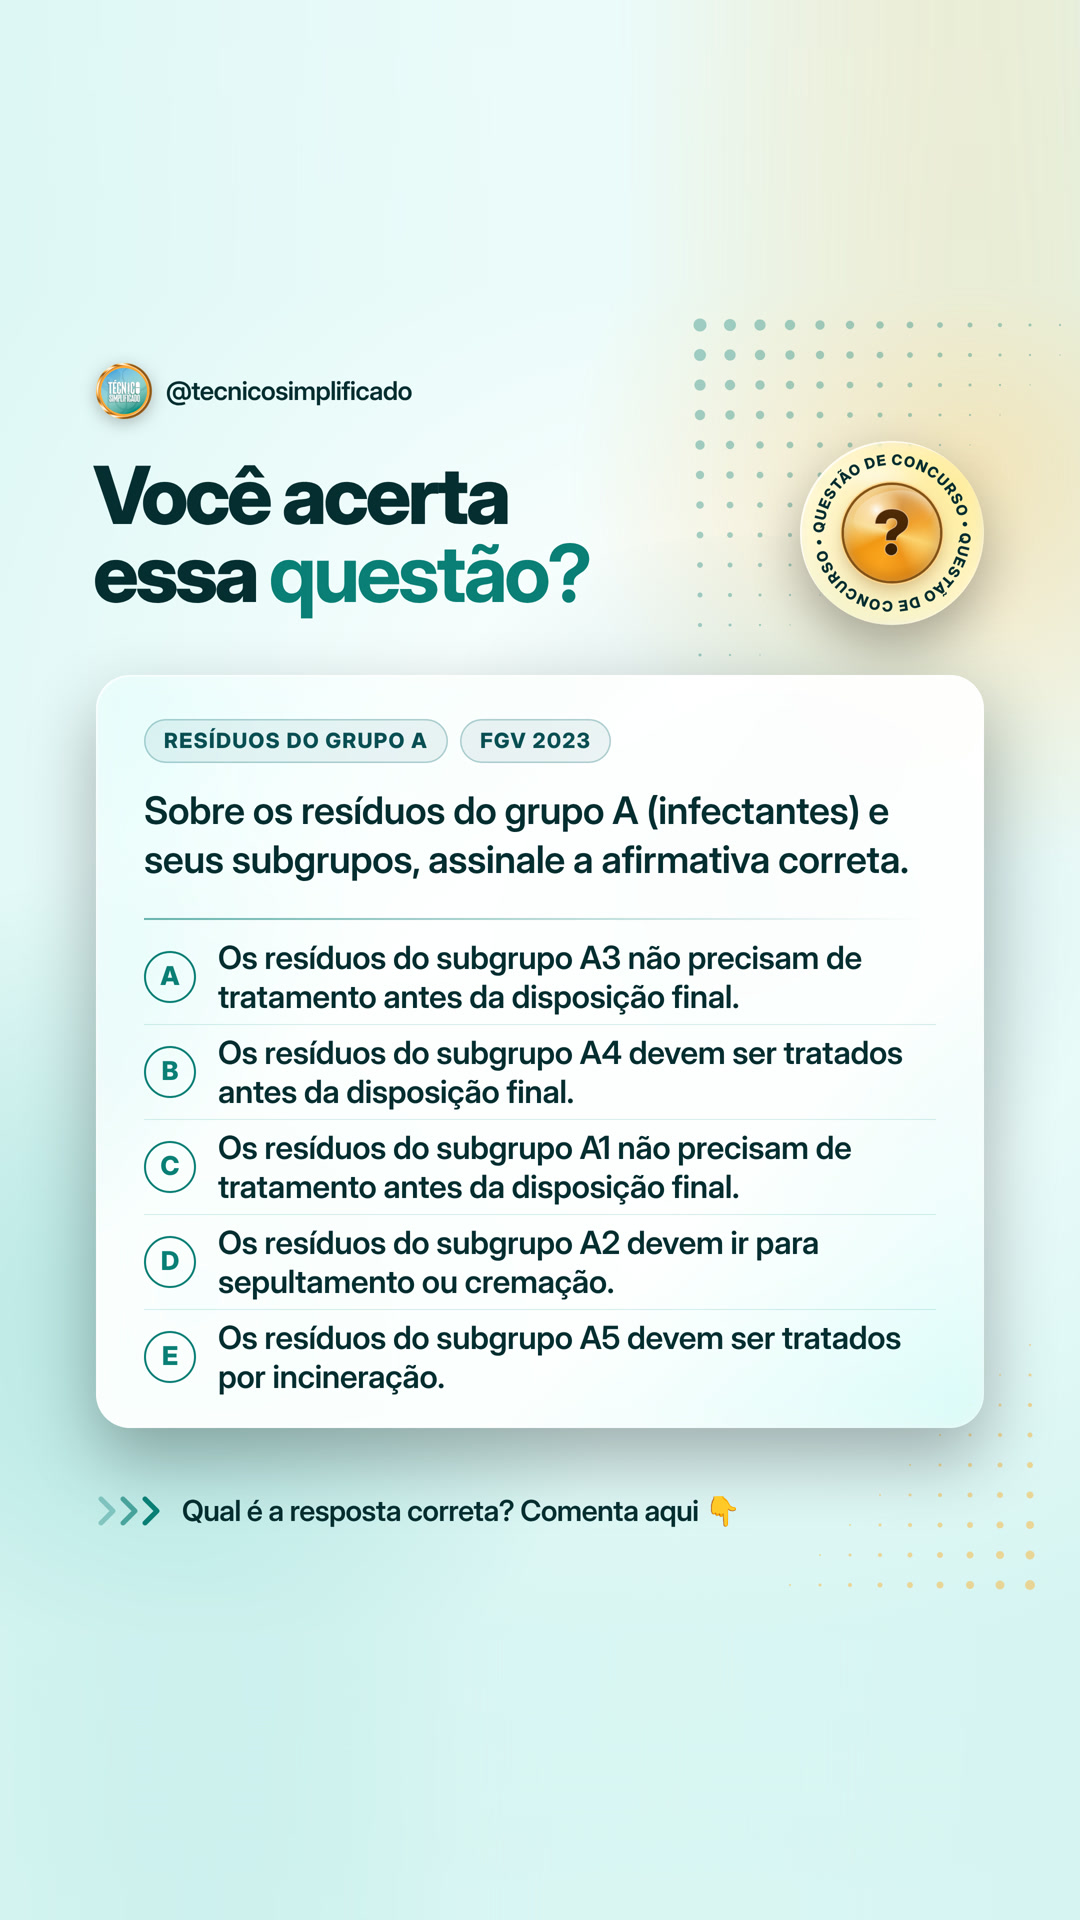 TÉCNICO
SIMPLIFICADO
@tecnicosimplificado
Você acerta
essa questão?
QUESTÃO DE CONCURSO • QUESTÃO DE CONCURSO •
?
RESÍDUOS DO GRUPO A
FGV 2023
Sobre os resíduos do grupo A (infectantes) e
seus subgrupos, assinale a afirmativa correta.
A
Os resíduos do subgrupo A3 não precisam de
tratamento antes da disposição final.
B
Os resíduos do subgrupo A4 devem ser tratados
antes da disposição final.
C
Os resíduos do subgrupo A1 não precisam de
tratamento antes da disposição final.
D
Os resíduos do subgrupo A2 devem ir para
sepultamento ou cremação.
E
Os resíduos do subgrupo A5 devem ser tratados
por incineração.
Qual é a resposta correta? Comenta aqui 👇